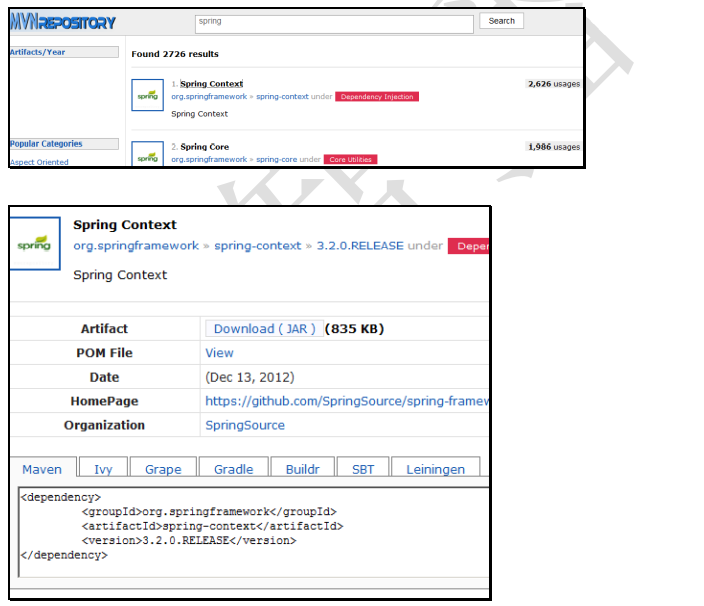 MVNREPOSITORY
spring
Search
Artifacts/Year
Found 2726 results
1. Spring Context
2,626 usages
spring
org.springframework » spring-context under Dependency Injection
Spring Context
Popular Categories
2. Spring Core
1,986 usages
Aspect Oriented
spring
org.springframework » spring-core under Core Utilities
Spring Context
spring
org.springframework » spring-context » 3.2.0.RELEASE under Depen
Spring Context
Artifact Download ( JAR ) (835 KB)
POM File View
Date (Dec 13, 2012)
HomePage https://github.com/SpringSource/spring-framew
Organization SpringSource
Maven Ivy Grape Gradle Buildr SBT Leiningen
<dependency>
<groupId>org.springframework</groupId>
<artifactId>spring-context</artifactId>
<version>3.2.0.RELEASE</version>
</dependency>